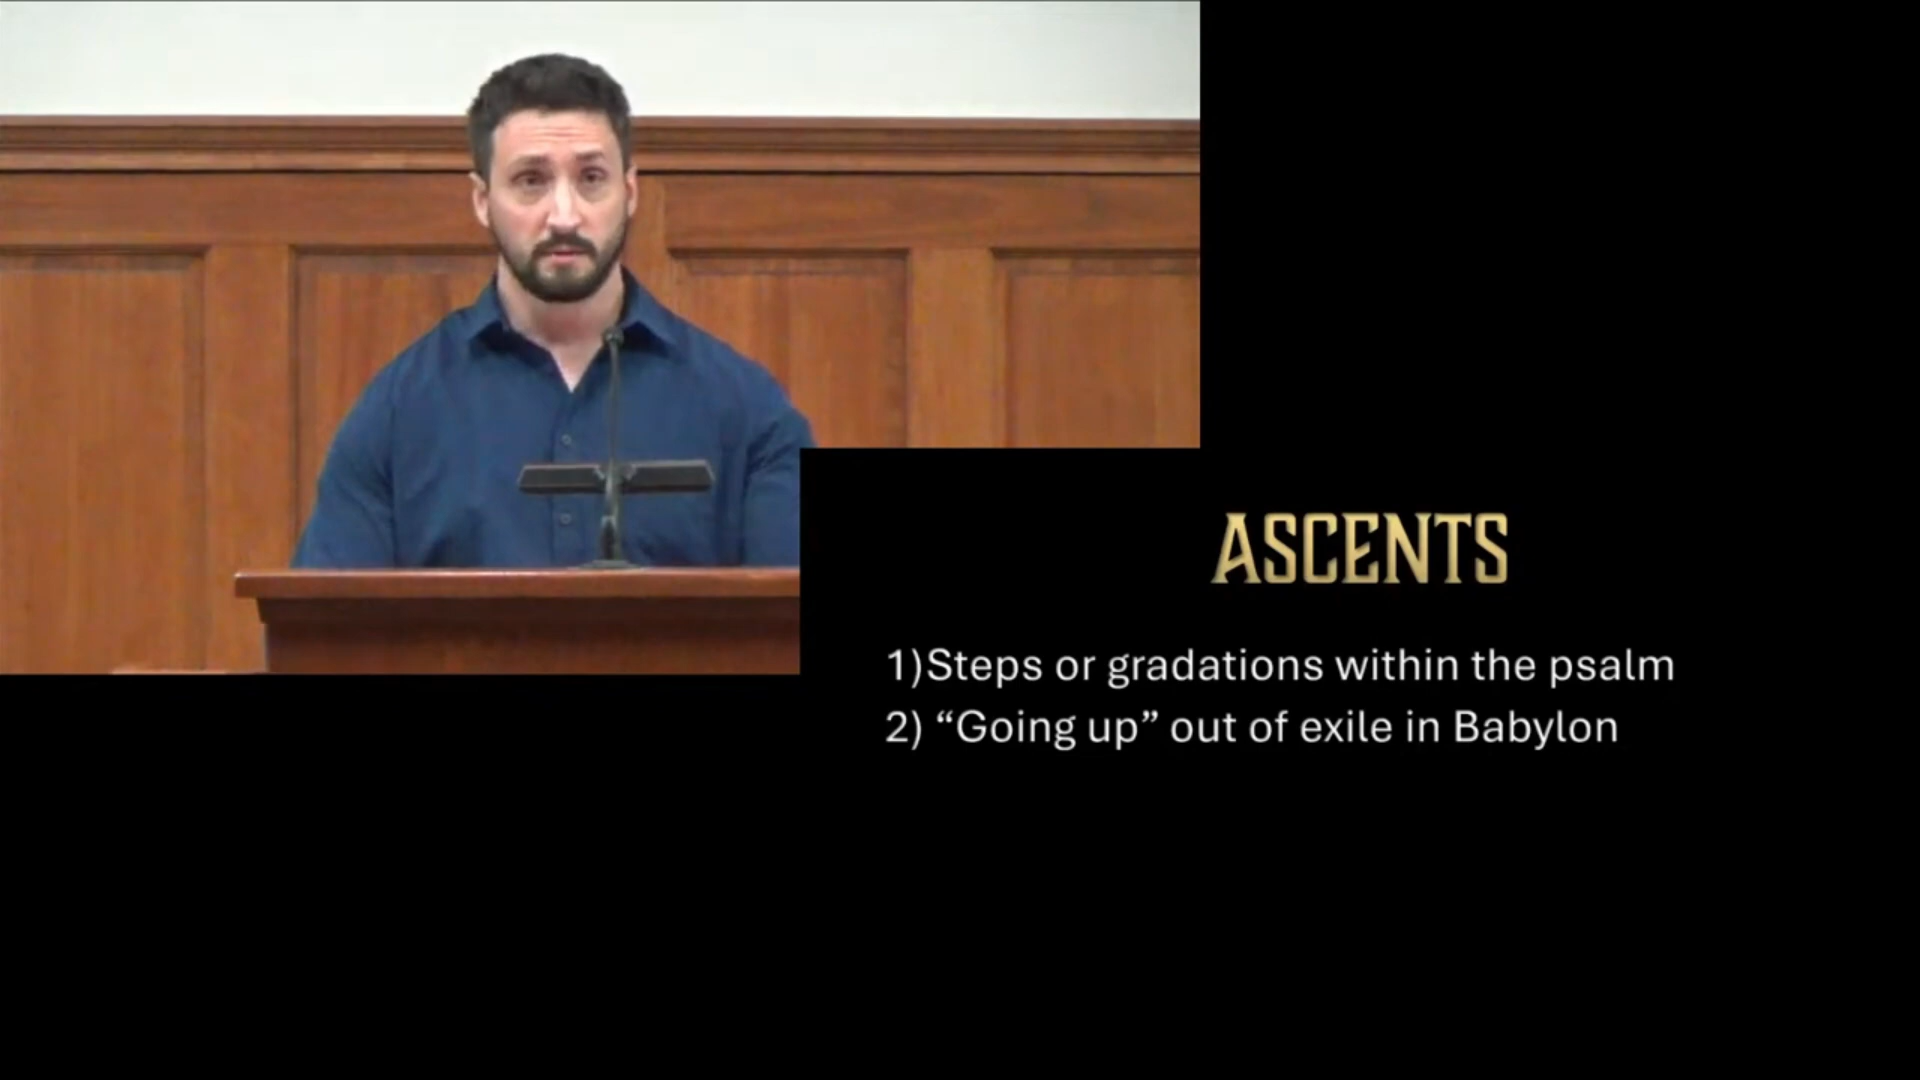 ASCENTS
1)Steps or gradations within the psalm
2) “Going up” out of exile in Babylon